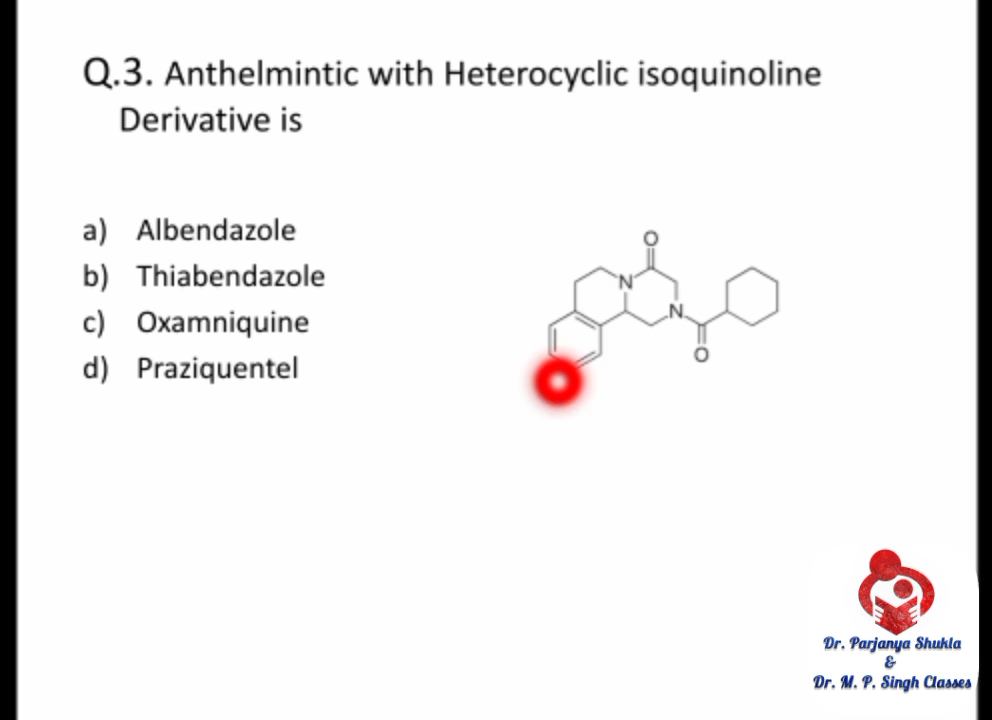 Q.3. Anthelmintic with Heterocyclic isoquinoline
Derivative is
a) Albendazole
b) Thiabendazole
c) Oxamniquine
d) Praziquentel
O
N
N
O
Dr. Parjanya Shukla
&
Dr. M. P. Singh Classes